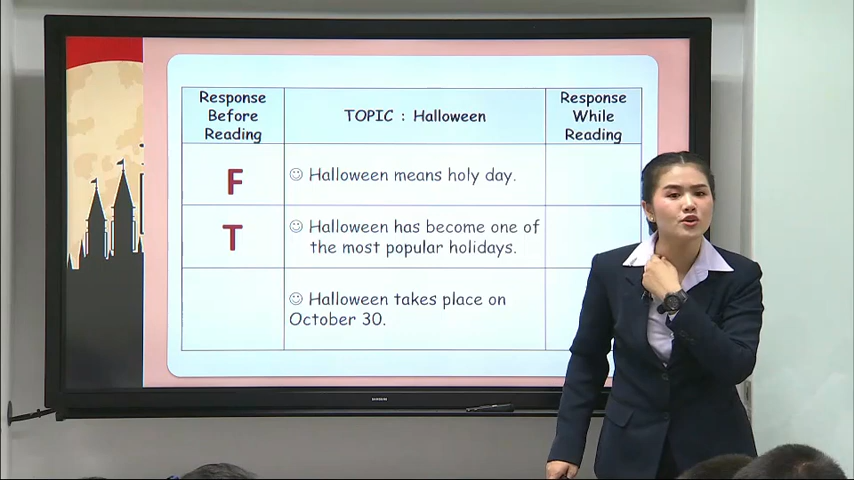 Response
Before
Reading
TOPIC : Halloween
Response
While
Reading
F
☺ Halloween means holy day.
T
☺ Halloween has become one of
the most popular holidays.
☺ Halloween takes place on
October 30.